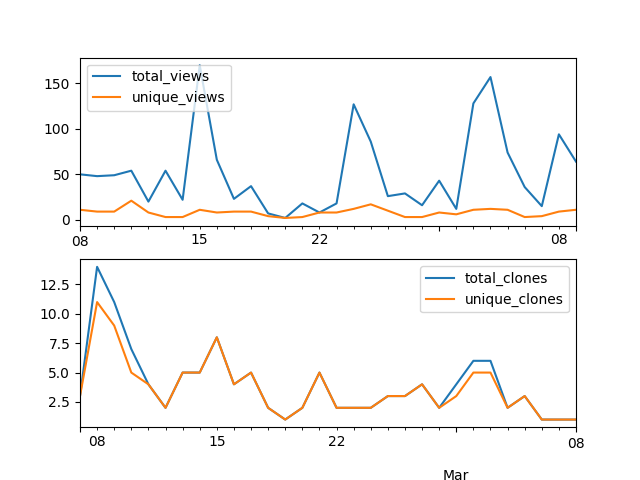 total_views
unique_views
150
100
50
0
08 15 22 08
total_clones
unique_clones
12.5
10.0
7.5
5.0
2.5
08 15 22 08
Mar